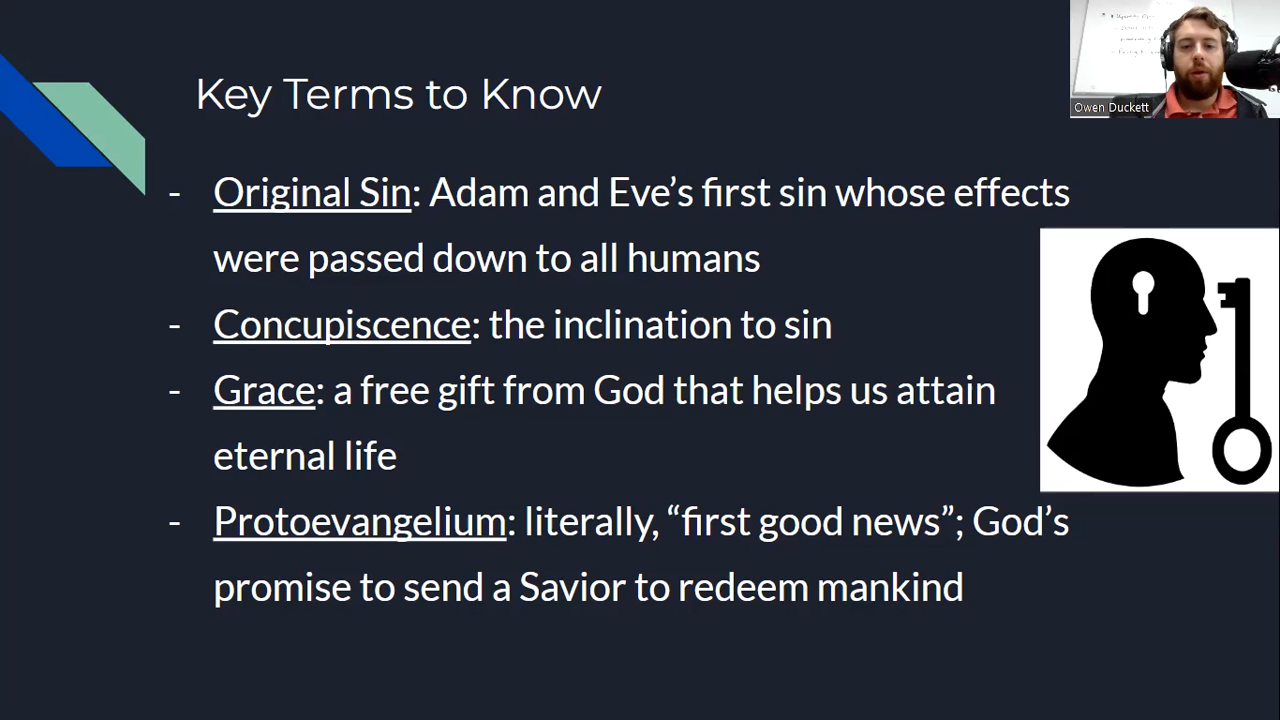 Key Terms to Know
Owen Duckett
- Original Sin: Adam and Eve’s first sin whose effects
were passed down to all humans
- Concupiscence: the inclination to sin
- Grace: a free gift from God that helps us attain
eternal life
- Protoevangelium: literally, “first good news”; God’s
promise to send a Savior to redeem mankind